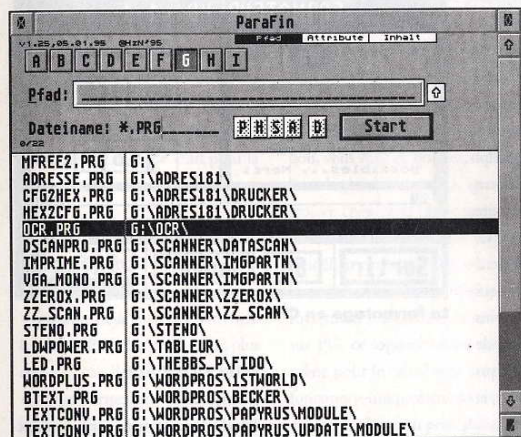 ParaFin
V1.25,05.01.95 @HZN'95
Pfad Attribute Inhalt
A B C D E F G H I
Pfad:
Dateiname: *.PRG
P H S A D Start
0/22
MFREE2.PRG G:\
ADRESSE.PRG G:\ADRES181\
CFG2HEX.PRG G:\ADRES181\DRUCKER\
HEX2CFG.PRG G:\ADRES181\DRUCKER\
OCR.PRG G:\OCR\
DSCANPRO.PRG G:\SCANNER\DATASCAN\
IMPRIME.PRG G:\SCANNER\IMGPARTN\
VGA_MONO.PRG G:\SCANNER\IMGPARTN\
ZZEROX.PRG G:\SCANNER\ZZEROX\
ZZ_SCAN.PRG G:\SCANNER\ZZ_SCAN\
STENO.PRG G:\STENO\
LDWPOWER.PRG G:\TABLEUR\
LED.PRG G:\THEBBS_P\FIDO\
WORDPLUS.PRG G:\WORDPROS\1STWORLD\
BTEXT.PRG G:\WORDPROS\BECKER\
TEXTCONV.PRG G:\WORDPROS\PAPYRUS\MODULE\
TEXTCONV.PRG G:\WORDPROS\PAPYRUS\UPDATE\MODULE\